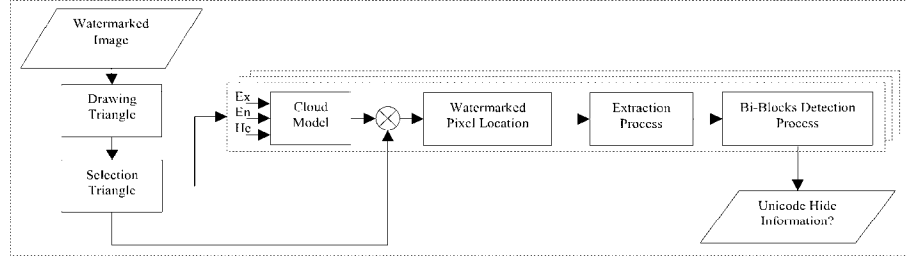 Watermarked
Image
Drawing
Triangle
Selection
Triangle
Ex
En
He
Cloud
Model
Watermarked
Pixel Location
Extraction
Process
Bi-Blocks Detection
Process
Unicode Hide
Information?